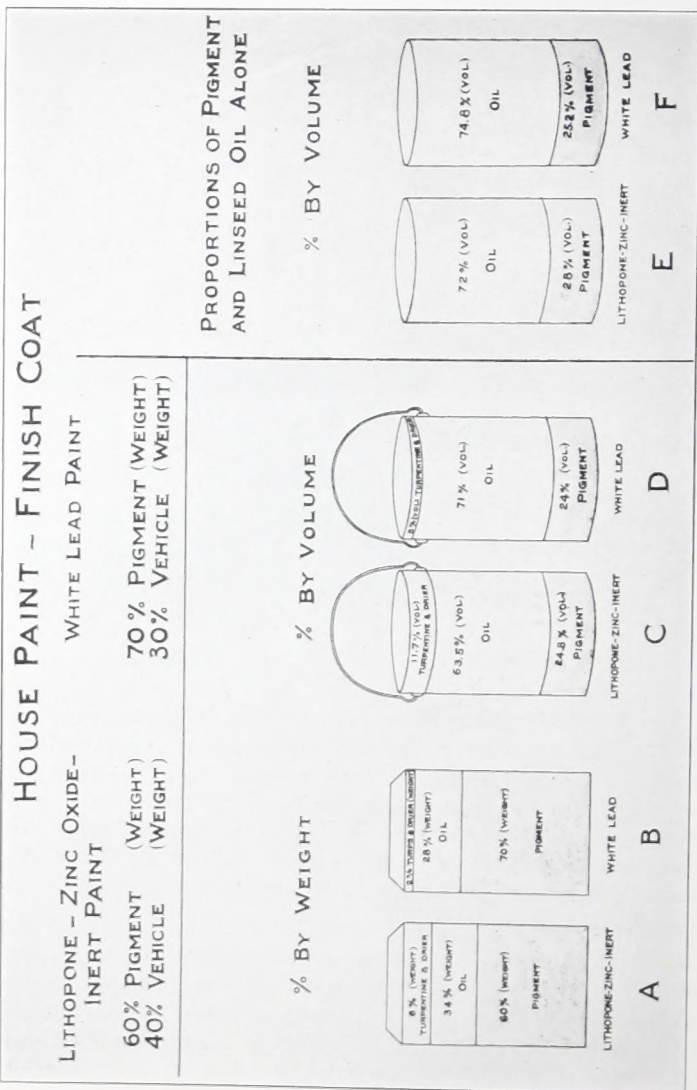 HOUSE PAINT ~ FINISH COAT
LITHOPONE – ZINC OXIDE–
INERT PAINT
60% PIGMENT (WEIGHT)
40% VEHICLE (WEIGHT)
WHITE LEAD PAINT
70% PIGMENT (WEIGHT)
30% VEHICLE (WEIGHT)
% BY WEIGHT
6% (WEIGHT)
TURPENTINE & DRIER
34% (WEIGHT)
OIL
60% (WEIGHT)
PIGMENT
LITHOPONE-ZINC-INERT
A
2% TURPS & DRIER (WEIGHT)
28% (WEIGHT)
OIL
70% (WEIGHT)
PIGMENT
WHITE LEAD
B
% BY VOLUME
11.7% (VOL)
TURPENTINE & DRIER
63.5% (VOL)
OIL
24.8% (VOL)
PIGMENT
LITHOPONE-ZINC-INERT
C
5% (VOL) TURPENTINE & DRIER
71% (VOL)
OIL
24% (VOL)
PIGMENT
WHITE LEAD
D
PROPORTIONS OF PIGMENT
AND LINSEED OIL ALONE
% BY VOLUME
72% (VOL)
OIL
28% (VOL)
PIGMENT
LITHOPONE-ZINC-INERT
E
74.8% (VOL)
OIL
25.2% (VOL)
PIGMENT
WHITE LEAD
F